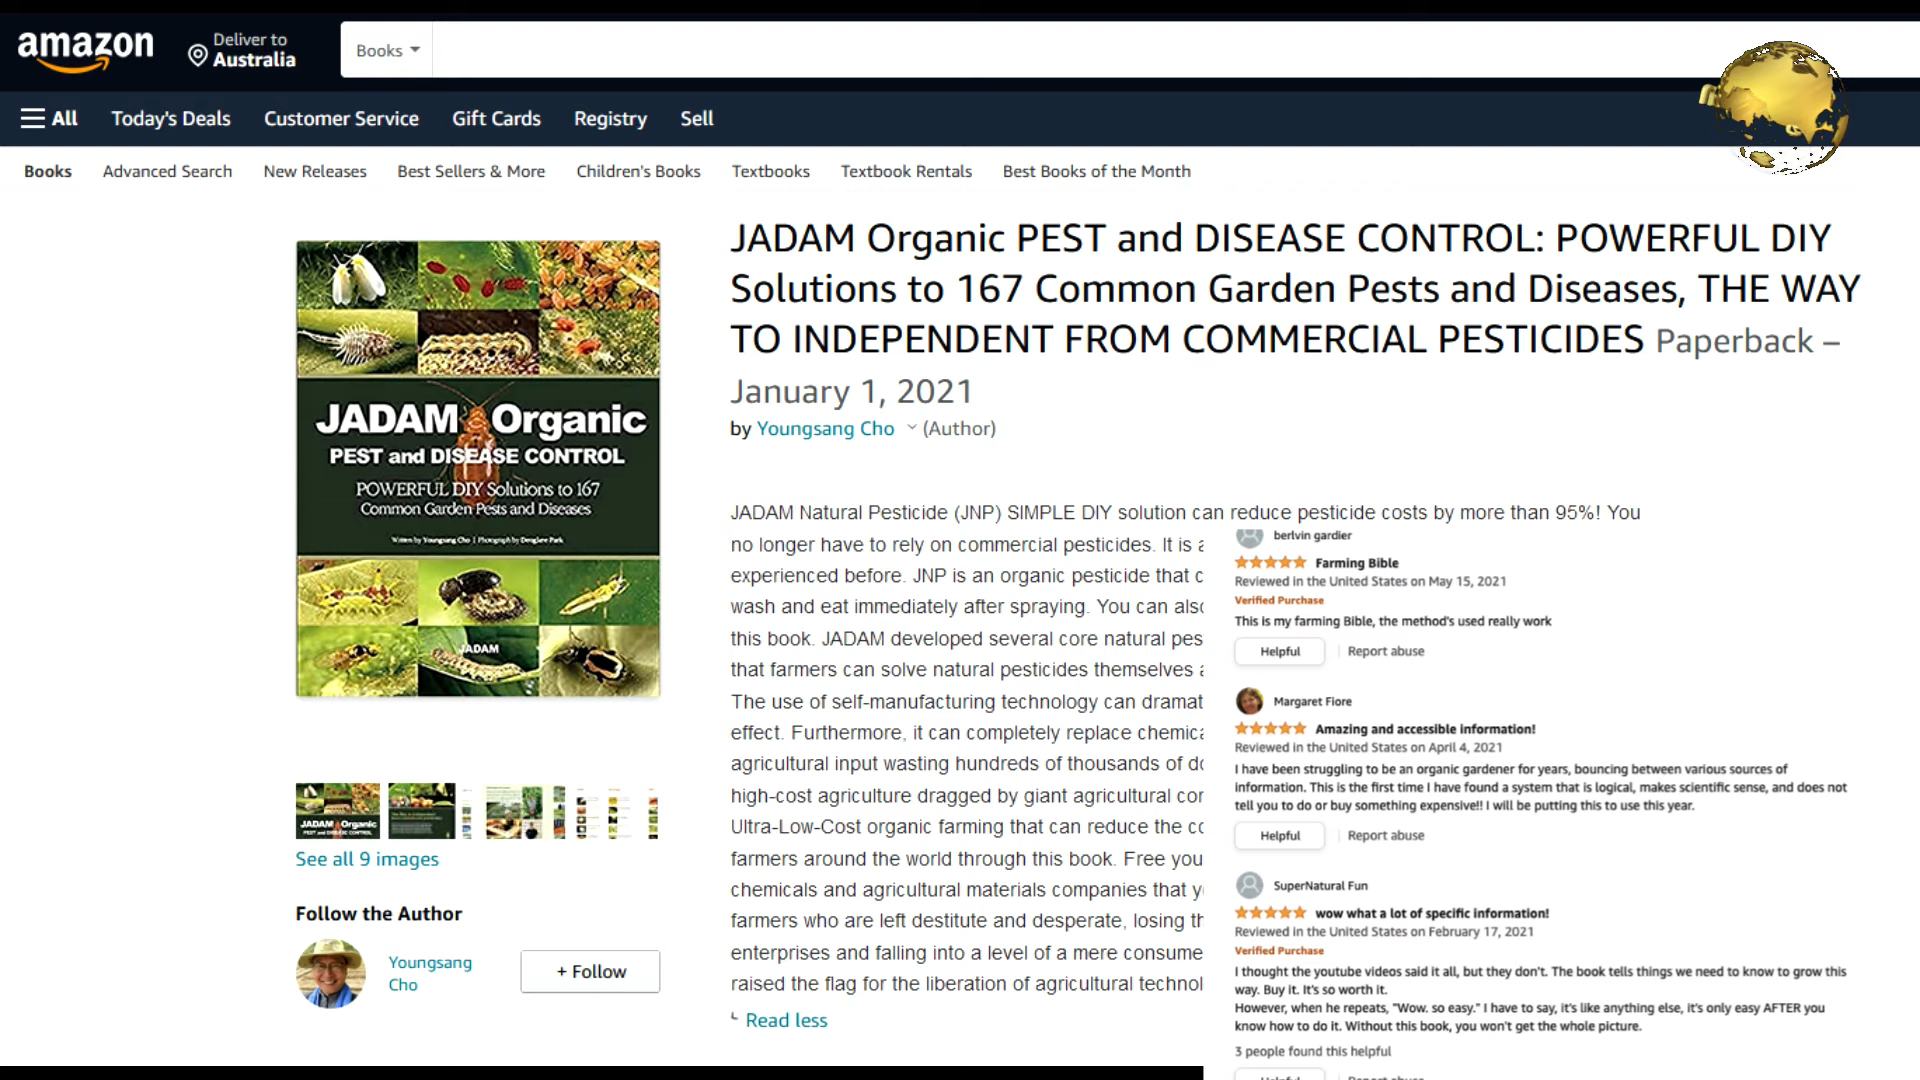 amazon
Deliver to
Australia
Books
All
Today's Deals
Customer Service
Gift Cards
Registry
Sell
Books
Advanced Search
New Releases
Best Sellers & More
Children's Books
Textbooks
Textbook Rentals
Best Books of the Month
JADAM Organic
PEST and DISEASE CONTROL
POWERFUL DIY Solutions to 167
Common Garden Pests and Diseases
Written by Youngsang Cho | Photograph by Dongjun Park
JADAM
JADAM Organic
PEST and DISEASE CONTROL
See all 9 images
Follow the Author
Youngsang
Cho
+ Follow
JADAM Organic PEST and DISEASE CONTROL: POWERFUL DIY
Solutions to 167 Common Garden Pests and Diseases, THE WAY
TO INDEPENDENT FROM COMMERCIAL PESTICIDES Paperback –
January 1, 2021
by Youngsang Cho (Author)
JADAM Natural Pesticide (JNP) SIMPLE DIY solution can reduce pesticide costs by more than 95%! You
no longer have to rely on commercial pesticides. It is a
experienced before. JNP is an organic pesticide that c
wash and eat immediately after spraying. You can also
this book. JADAM developed several core natural pes
that farmers can solve natural pesticides themselves a
The use of self-manufacturing technology can dramat
effect. Furthermore, it can completely replace chemica
agricultural input wasting hundreds of thousands of do
high-cost agriculture dragged by giant agricultural cor
Ultra-Low-Cost organic farming that can reduce the co
farmers around the world through this book. Free you
chemicals and agricultural materials companies that y
farmers who are left destitute and desperate, losing th
enterprises and falling into a level of a mere consume
raised the flag for the liberation of agricultural technol
Read less
berlvin gardier
Farming Bible
Reviewed in the United States on May 15, 2021
Verified Purchase
This is my farming Bible, the method's used really work
Helpful
Report abuse
Margaret Fiore
Amazing and accessible information!
Reviewed in the United States on April 4, 2021
I have been struggling to be an organic gardener for years, bouncing between various sources of
information. This is the first time I have found a system that is logical, makes scientific sense, and does not
tell you to do or buy something expensive!! I will be putting this to use this year.
Helpful
Report abuse
SuperNatural Fun
wow what a lot of specific information!
Reviewed in the United States on February 17, 2021
Verified Purchase
I thought the youtube videos said it all, but they don't. The book tells things we need to know to grow this
way. Buy it. It's so worth it.
However, when he repeats, "Wow. so easy." I have to say, it's like anything else, it's only easy AFTER you
know how to do it. Without this book, you won't get the whole picture.
3 people found this helpful
Helpful
Report abuse